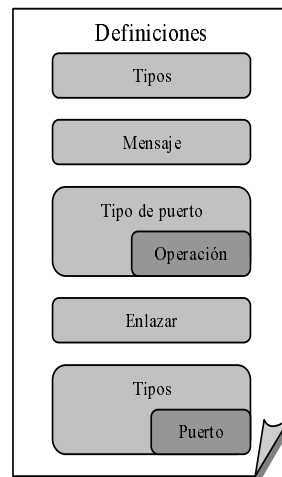 Definiciones
Tipos
Mensaje
Tipo de puerto
Operación
Enlazar
Tipos
Puerto